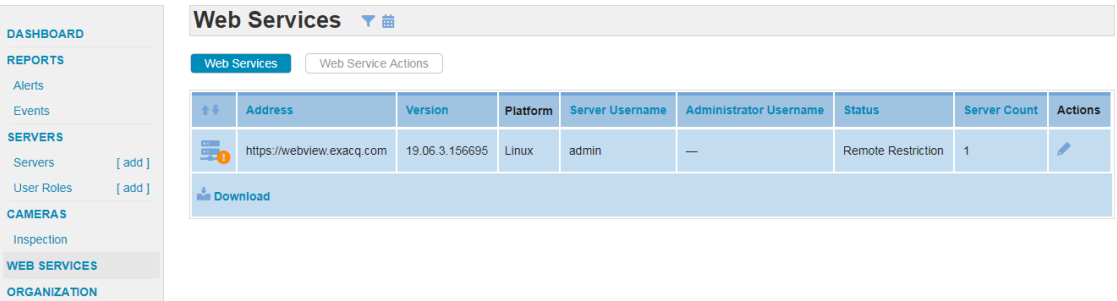 DASHBOARD
REPORTS
Alerts
Events
SERVERS
Servers [ add ]
User Roles [ add ]
CAMERAS
Inspection
WEB SERVICES
ORGANIZATION
Web Services
Web Services Web Service Actions
Address Version Platform Server Username Administrator Username Status Server Count Actions
https://webview.exacq.com 19.06.3.156695 Linux admin — Remote Restriction 1
Download